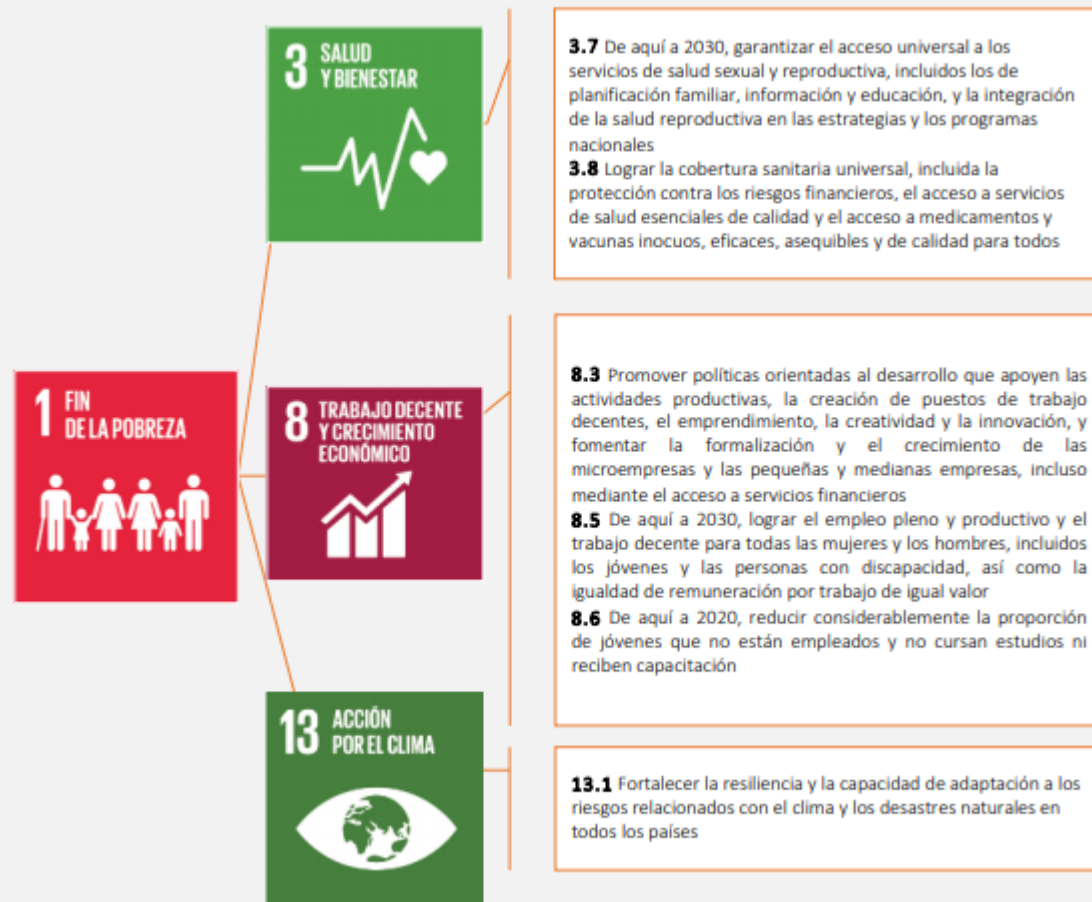 3 SALUD
Y BIENESTAR
3.7 De aquí a 2030, garantizar el acceso universal a los
servicios de salud sexual y reproductiva, incluidos los de
planificación familiar, información y educación, y la integración
de la salud reproductiva en las estrategias y los programas
nacionales
3.8 Lograr la cobertura sanitaria universal, incluida la
protección contra los riesgos financieros, el acceso a servicios
de salud esenciales de calidad y el acceso a medicamentos y
vacunas inocuos, eficaces, asequibles y de calidad para todos
1 FIN
DE LA POBREZA
8 TRABAJO DECENTE
Y CRECIMIENTO
ECONÓMICO
8.3 Promover políticas orientadas al desarrollo que apoyen las
actividades productivas, la creación de puestos de trabajo
decentes, el emprendimiento, la creatividad y la innovación, y
fomentar la formalización y el crecimiento de las
microempresas y las pequeñas y medianas empresas, incluso
mediante el acceso a servicios financieros
8.5 De aquí a 2030, lograr el empleo pleno y productivo y el
trabajo decente para todas las mujeres y los hombres, incluidos
los jóvenes y las personas con discapacidad, así como la
igualdad de remuneración por trabajo de igual valor
8.6 De aquí a 2020, reducir considerablemente la proporción
de jóvenes que no están empleados y no cursan estudios ni
reciben capacitación
13 ACCIÓN
POR EL CLIMA
13.1 Fortalecer la resiliencia y la capacidad de adaptación a los
riesgos relacionados con el clima y los desastres naturales en
todos los países